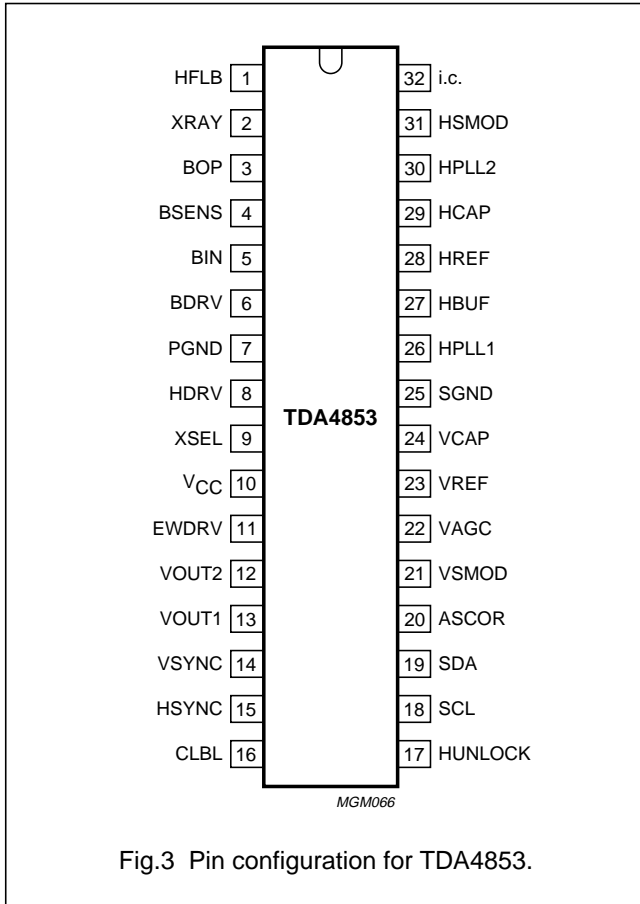 HFLB 1 32 i.c.
XRAY 2 31 HSMOD
BOP 3 30 HPLL2
BSENS 4 29 HCAP
BIN 5 28 HREF
BDRV 6 27 HBUF
PGND 7 26 HPLL1
HDRV 8 25 SGND
TDA4853
XSEL 9 24 VCAP
VCC 10 23 VREF
EWDRV 11 22 VAGC
VOUT2 12 21 VSMOD
VOUT1 13 20 ASCOR
VSYNC 14 19 SDA
HSYNC 15 18 SCL
CLBL 16 17 HUNLOCK
MGM066
Fig.3 Pin configuration for TDA4853.